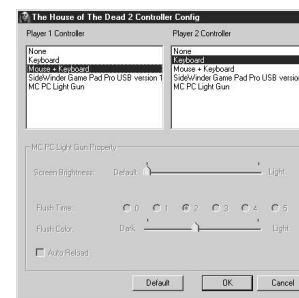 The House of The Dead 2 Controller Config
Player 1 Controller
Player 2 Controller
None
Keyboard
Mouse + Keyboard
SideWinder Game Pad Pro USB version 1
MC PC Light Gun
None
Keyboard
Mouse + Keyboard
SideWinder Game Pad Pro USB versio
MC PC Light Gun
MC PC Light Gun Property
Screen Brightness: Default Light
Flush Time: 0 1 2 3 4 5
Flush Color: Dark Light
Auto Reload
Default OK Cancel